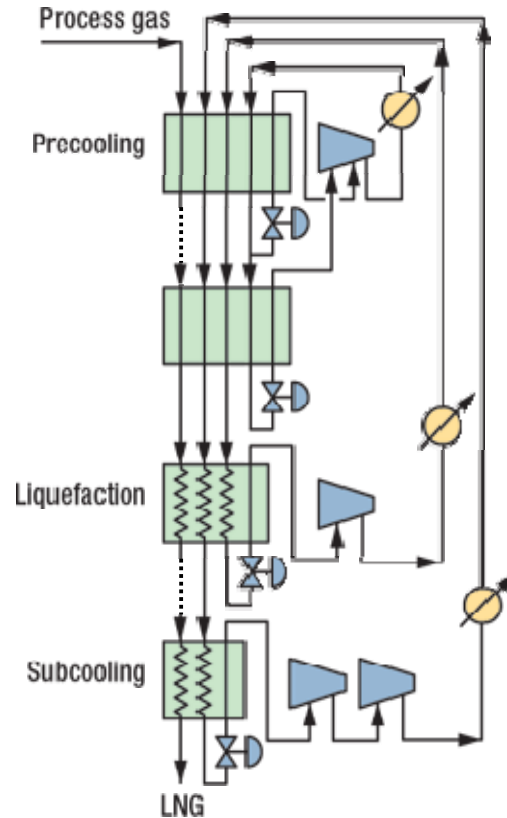 Process gas
Precooling
Liquefaction
Subcooling
LNG